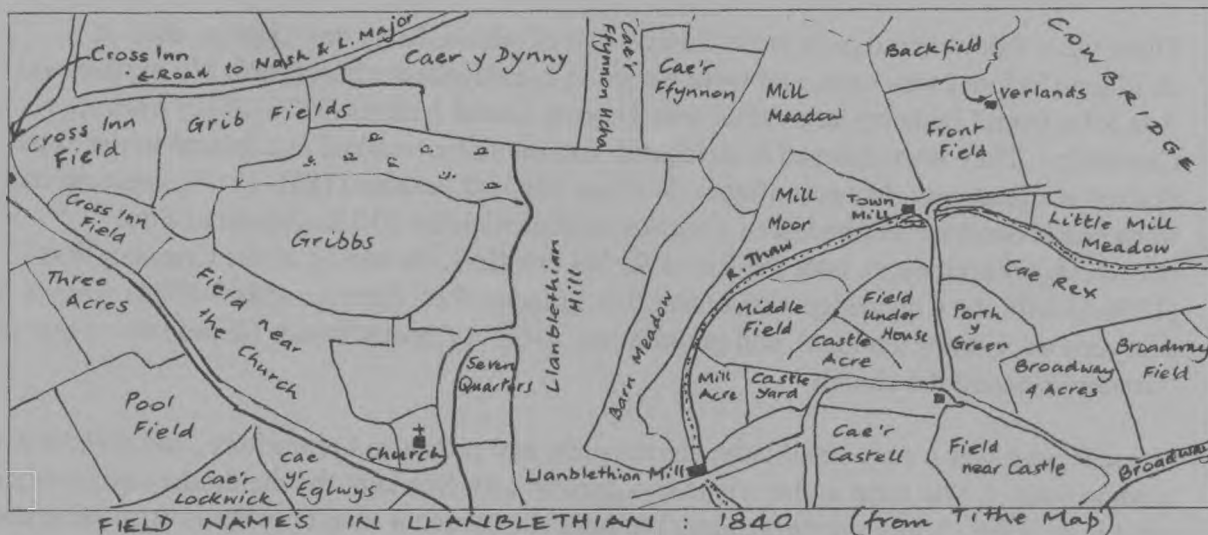 Cross Inn
← Road to Nash & L. Major
Caer y Dynny
Cae'r
Ffynnon Ucha
Cae'r
Ffynnon
Mill
Meadow
Backfield
Verlands
COWBRIDGE
Cross Inn
Field
Grib Fields
Front
Field
Cross Inn
Field
Gribbs
Mill
Moor
Town
Mill
Little Mill
Meadow
Three
Acres
Field near
the Church
Llanblethian
Hill
R. Thaw
Cae Rex
Middle
Field
Field
under
House
Castle
Acre
Porth
y
Green
Pool
Field
Seven
Quarters
Barn Meadow
Mill
Acre
Castle
Yard
Broadway
4 Acres
Broadway
Field
Church
Cae'r
Lockwick
Cae
yr
Eglwys
Llanblethian Mill
Cae'r
Castell
Field
near Castle
Broadway
FIELD NAMES IN LLANBLETHIAN : 1840 (from Tithe Map)